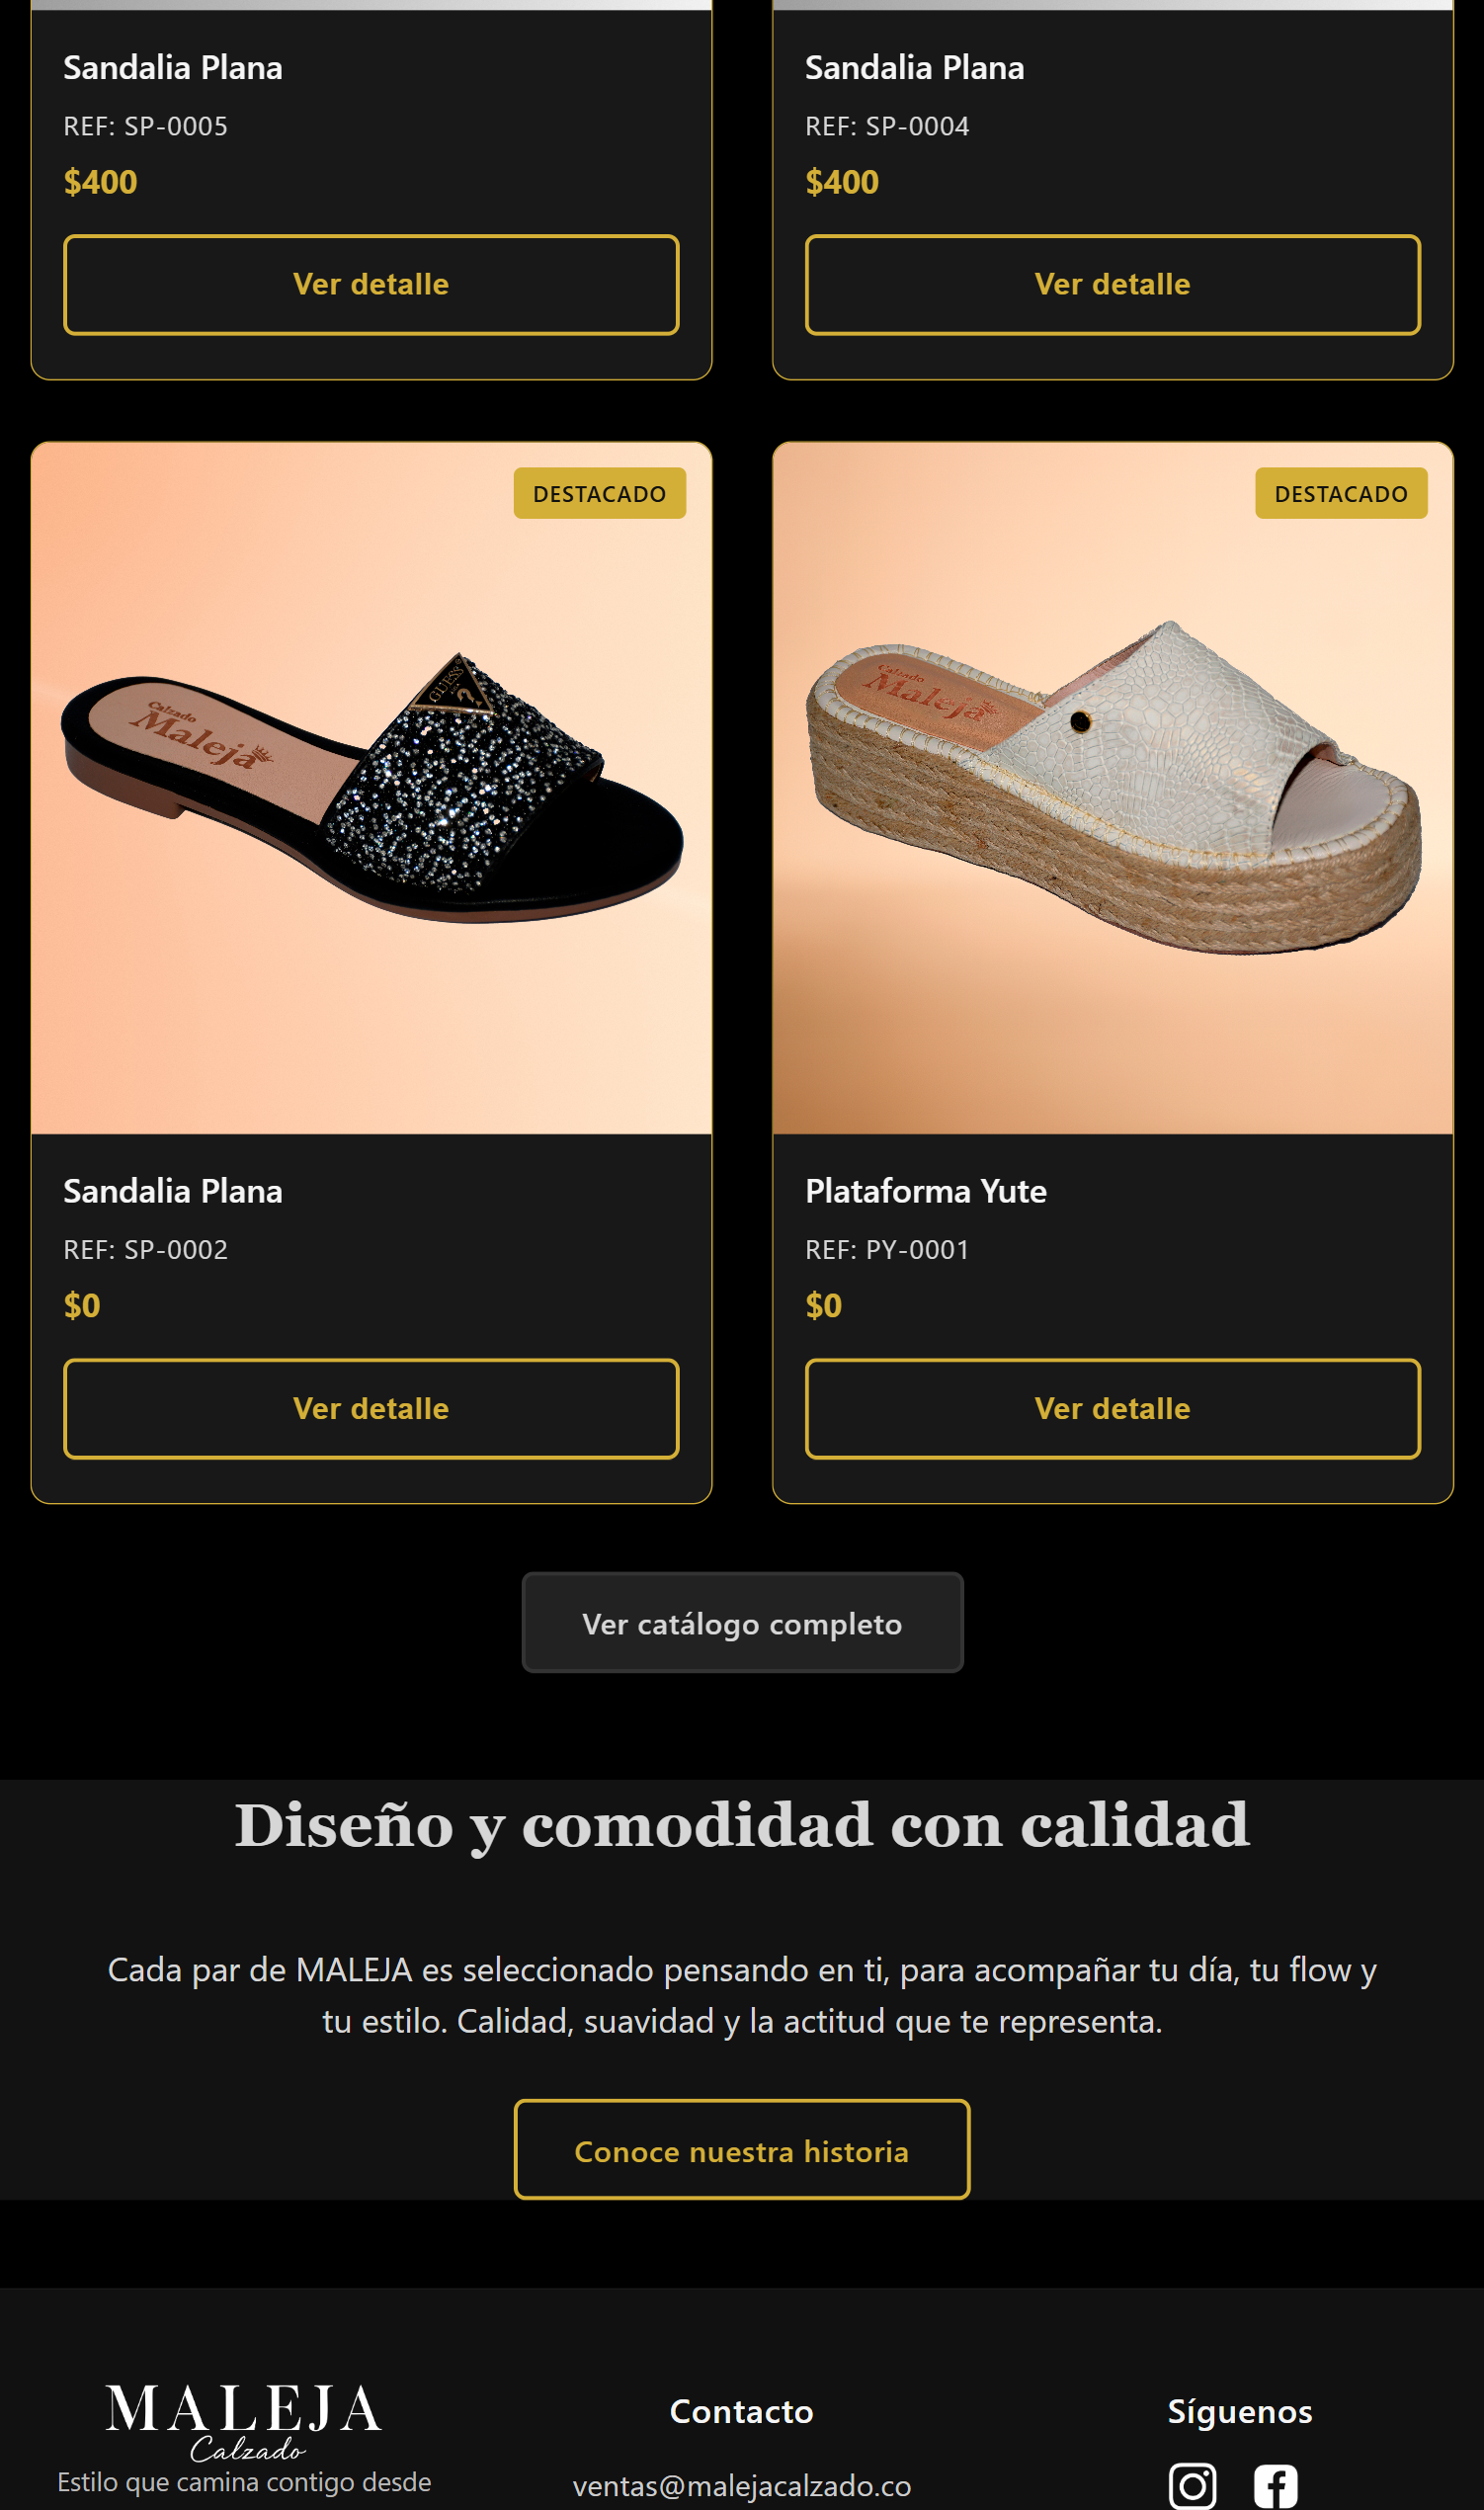 Sandalia Plana
REF: SP-0005
$400
Ver detalle
Sandalia Plana
REF: SP-0004
$400
Ver detalle
DESTACADO
GUESS
Calzado
Maleja
Sandalia Plana
REF: SP-0002
$0
Ver detalle
DESTACADO
Calzado
Maleja
Plataforma Yute
REF: PY-0001
$0
Ver detalle
Ver catálogo completo
Diseño y comodidad con calidad
Cada par de MALEJA es seleccionado pensando en ti, para acompañar tu día, tu flow y
tu estilo. Calidad, suavidad y la actitud que te representa.
Conoce nuestra historia
MALEJA
Calzado
Estilo que camina contigo desde
Contacto
ventas@malejacalzado.co
Síguenos